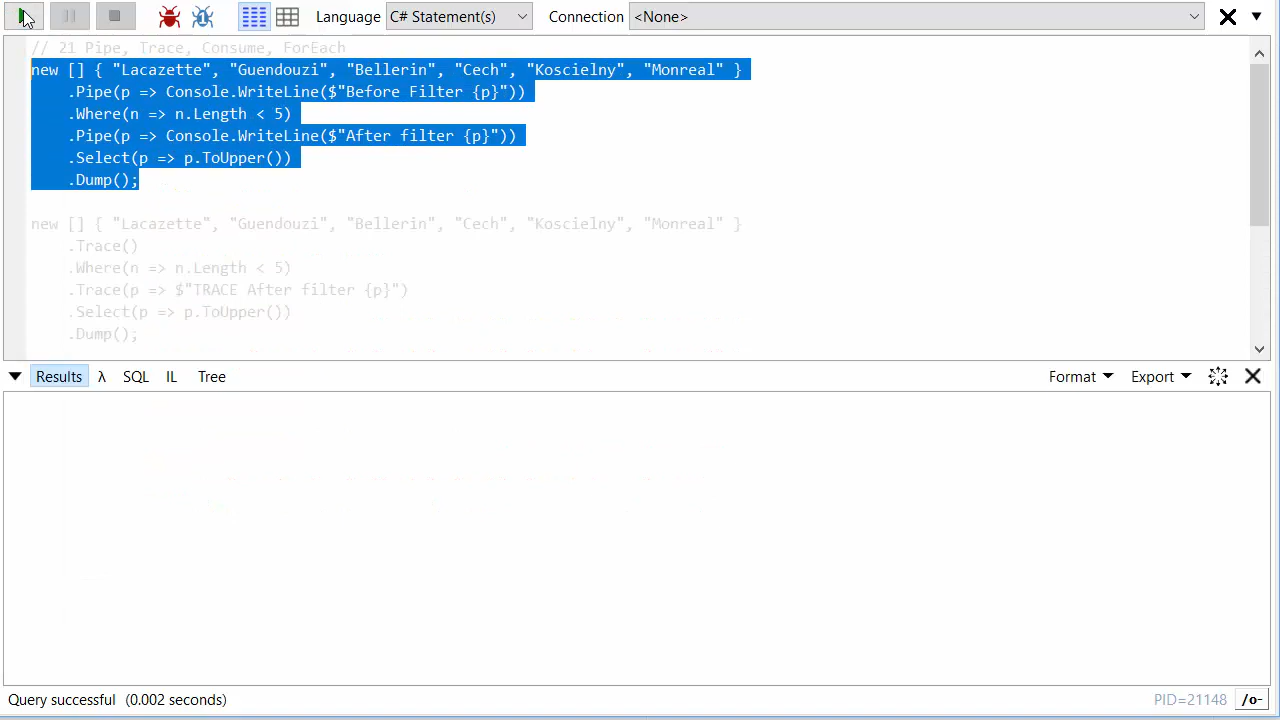 Language C# Statement(s) Connection <None>
// 21 Pipe, Trace, Consume, ForEach
new [] { "Lacazette", "Guendouzi", "Bellerin", "Cech", "Koscielny", "Monreal" }
    .Pipe(p => Console.WriteLine($"Before Filter {p}"))
    .Where(n => n.Length < 5)
    .Pipe(p => Console.WriteLine($"After filter {p}"))
    .Select(p => p.ToUpper())
    .Dump();
new [] { "Lacazette", "Guendouzi", "Bellerin", "Cech", "Koscielny", "Monreal" }
    .Trace()
    .Where(n => n.Length < 5)
    .Trace(p => $"TRACE After filter {p}")
    .Select(p => p.ToUpper())
    .Dump();
Results λ SQL IL Tree Format Export
Query successful (0.002 seconds) PID=21148 /o-